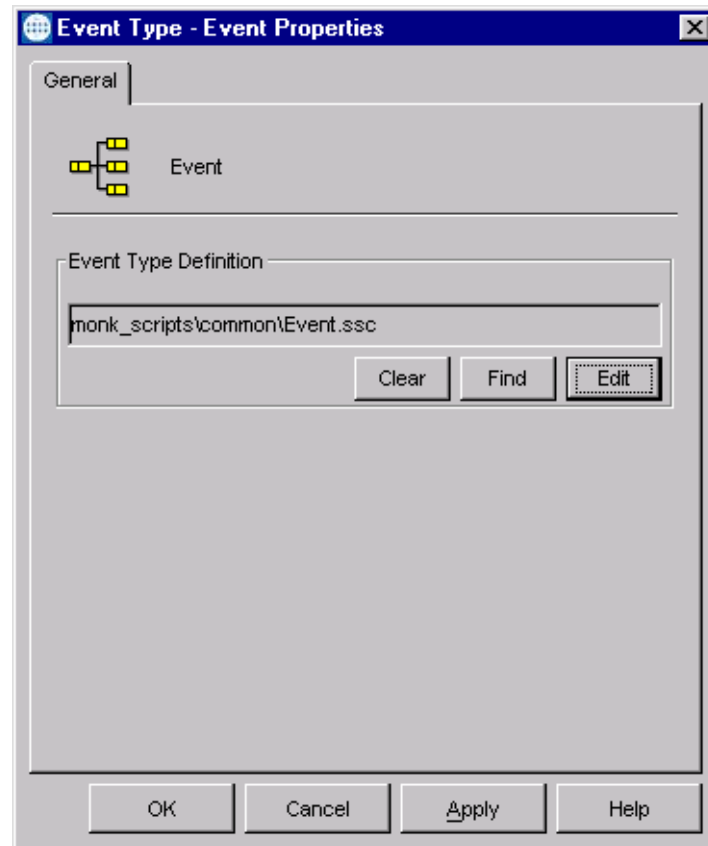 Event Type - Event Properties
General
Event
Event Type Definition
monk_scripts\common\Event.ssc
Clear Find Edit
OK Cancel Apply Help